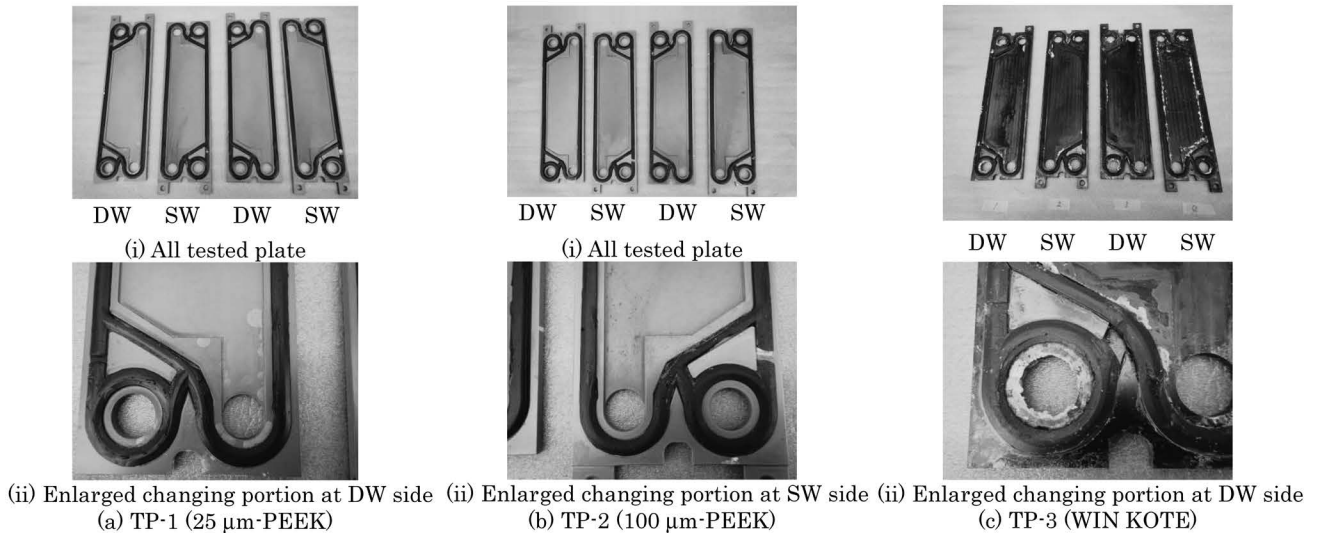 DW SW DW SW
(i) All tested plate
(ii) Enlarged changing portion at DW side
(a) TP-1 (25 μm-PEEK)
DW SW DW SW
(i) All tested plate
(ii) Enlarged changing portion at SW side
(b) TP-2 (100 μm-PEEK)
DW SW DW SW
(ii) Enlarged changing portion at DW side
(c) TP-3 (WIN KOTE)